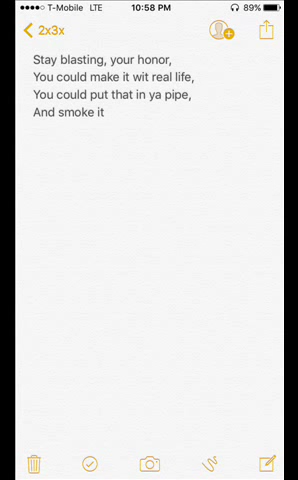 T-Mobile LTE 10:58 PM 89%
2x3x
Stay blasting, your honor,
You could make it wit real life,
You could put that in ya pipe,
And smoke it